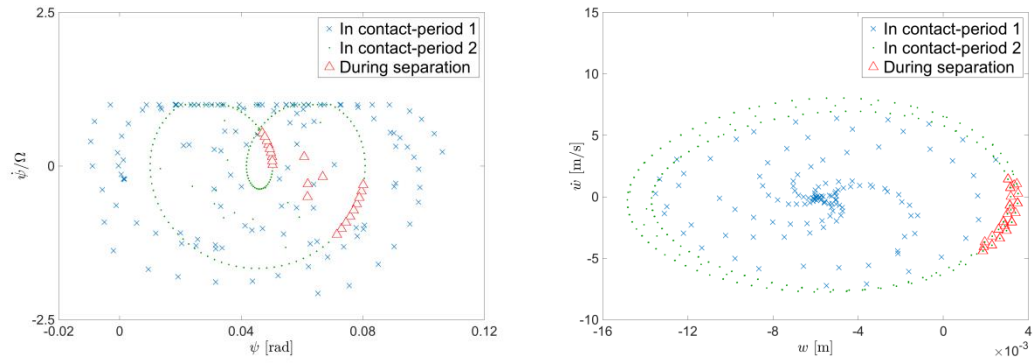 2.5
In contact-period 1
In contact-period 2
During separation
ψ̇/Ω
0
-2.5
-0.02
0
0.04
0.08
0.12
ψ [rad]
15
In contact-period 1
In contact-period 2
During separation
10
5
ẇ [m/s]
0
-5
-10
-16
-12
-8
-4
0
4
×10⁻³
w [m]